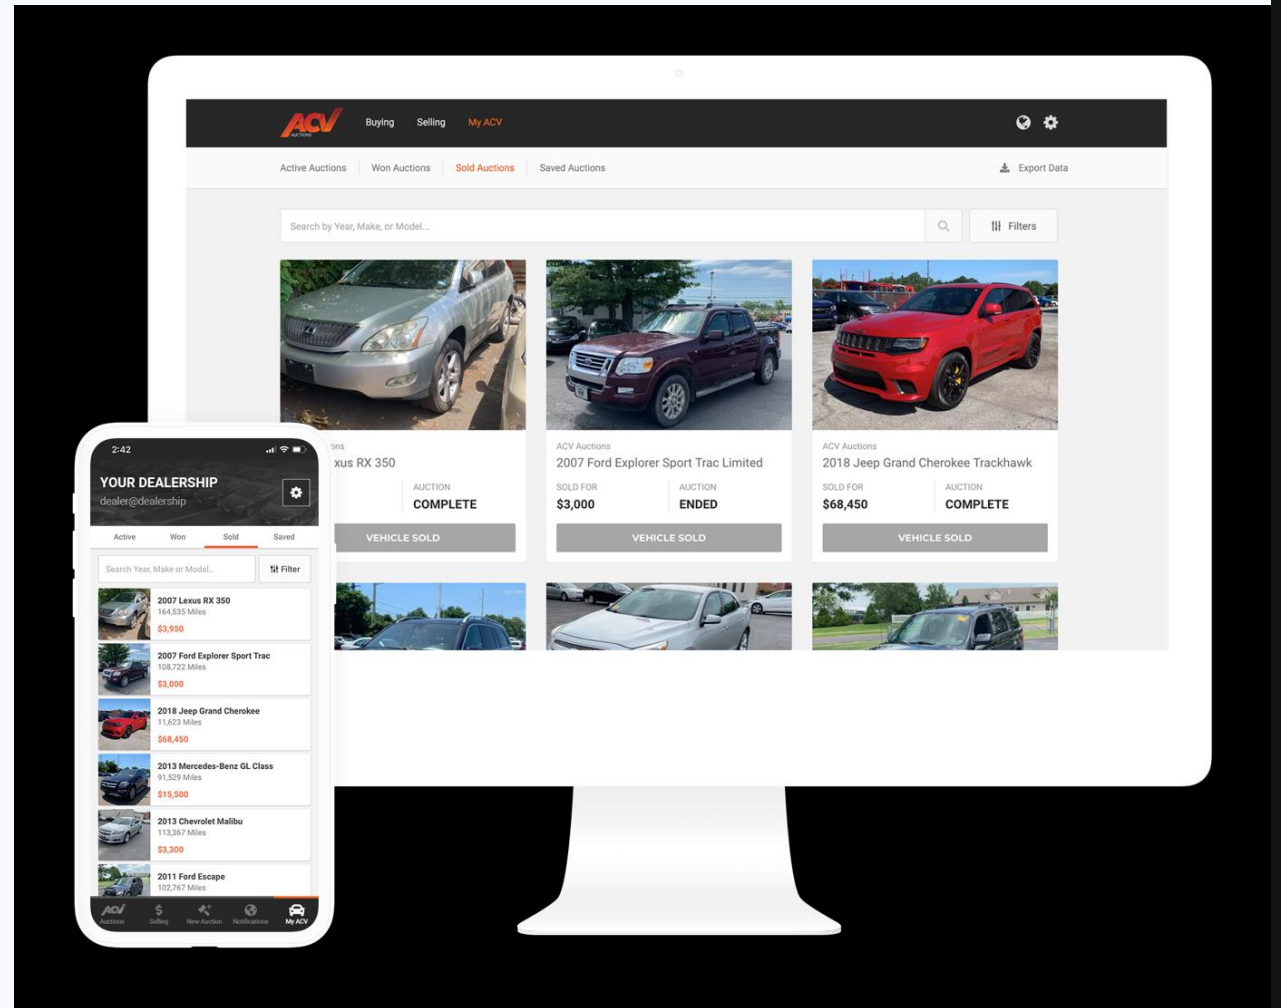 ACV
AUCTIONS
Buying Selling My ACV
Active Auctions Won Auctions Sold Auctions Saved Auctions Export Data
Search by Year, Make, or Model... Filters
ons
xus RX 350
AUCTION
COMPLETE
VEHICLE SOLD
ACV Auctions
2007 Ford Explorer Sport Trac Limited
SOLD FOR AUCTION
$3,000 ENDED
VEHICLE SOLD
ACV Auctions
2018 Jeep Grand Cherokee Trackhawk
SOLD FOR AUCTION
$68,450 COMPLETE
VEHICLE SOLD
2:42
YOUR DEALERSHIP
dealer@dealership
Active Won Sold Saved
Search Year, Make or Model... Filter
2007 Lexus RX 350
164,535 Miles
$3,950
2007 Ford Explorer Sport Trac
108,722 Miles
$3,000
2018 Jeep Grand Cherokee
11,623 Miles
$68,450
2013 Mercedes-Benz GL Class
91,529 Miles
$15,500
2013 Chevrolet Malibu
113,367 Miles
$3,300
2011 Ford Escape
102,767 Miles
ACV
Auctions Selling New Auction Notifications My ACV